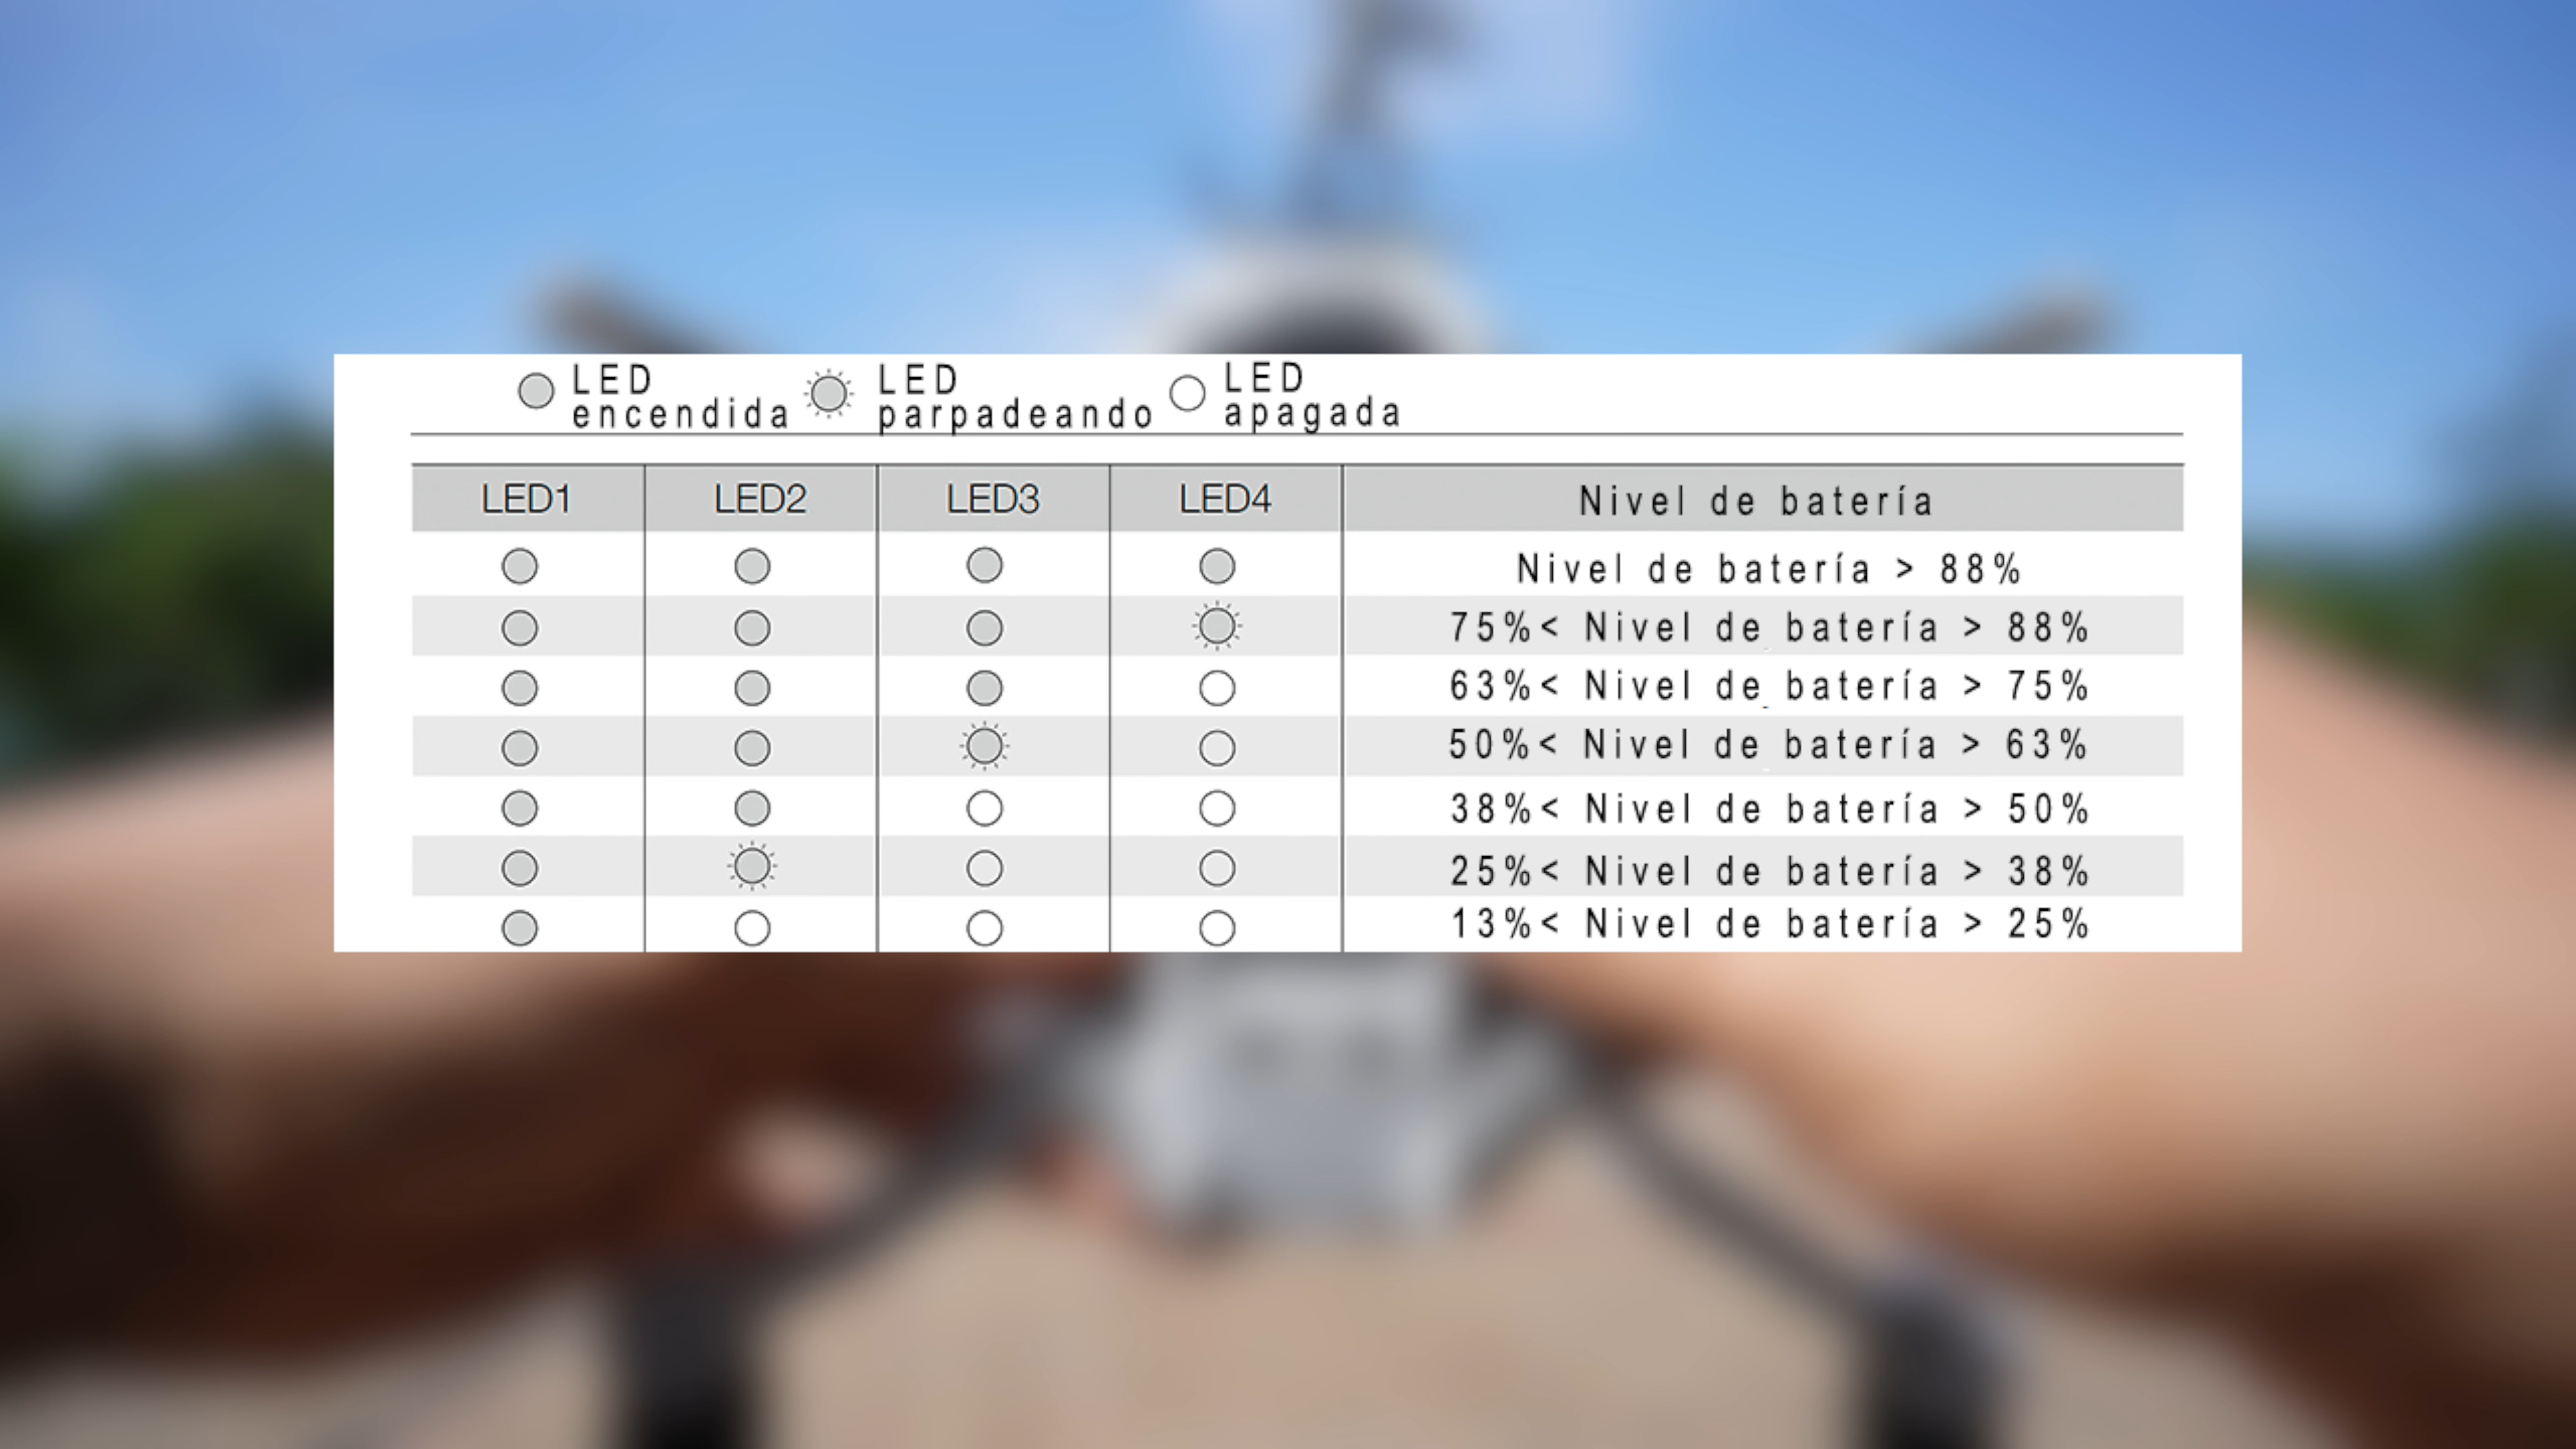 LED encendida LED parpadeando LED apagada
LED1 LED2 LED3 LED4 Nivel de batería
Nivel de batería > 88%
75%< Nivel de batería > 88%
63%< Nivel de batería > 75%
50%< Nivel de batería > 63%
38%< Nivel de batería > 50%
25%< Nivel de batería > 38%
13%< Nivel de batería > 25%